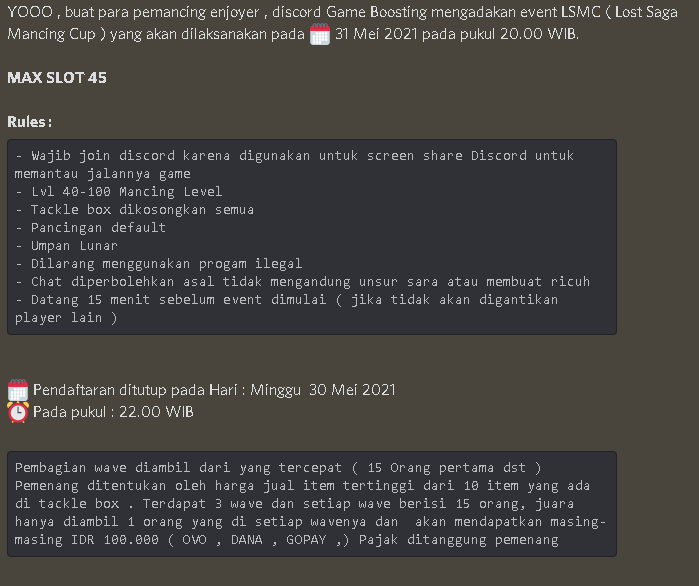 YOOO , buat para pemancing enjoyer , discord Game Boosting mengadakan event LSMC ( Lost Saga
Mancing Cup ) yang akan dilaksanakan pada 31 Mei 2021 pada pukul 20.00 WIB.
MAX SLOT 45
Rules :
- Wajib join discord karena digunakan untuk screen share Discord untuk
memantau jalannya game
- Lvl 40-100 Mancing Level
- Tackle box dikosongkan semua
- Pancingan default
- Umpan Lunar
- Dilarang menggunakan progam ilegal
- Chat diperbolehkan asal tidak mengandung unsur sara atau membuat ricuh
- Datang 15 menit sebelum event dimulai ( jika tidak akan digantikan
player lain )
Pendaftaran ditutup pada Hari : Minggu  30 Mei 2021
Pada pukul : 22.00 WIB
Pembagian wave diambil dari yang tercepat ( 15 Orang pertama dst )
Pemenang ditentukan oleh harga jual item tertinggi dari 10 item yang ada
di tackle box . Terdapat 3 wave dan setiap wave berisi 15 orang, juara
hanya diambil 1 orang yang di setiap wavenya dan  akan mendapatkan masing-
masing IDR 100.000 ( OVO , DANA , GOPAY ,) Pajak ditanggung pemenang